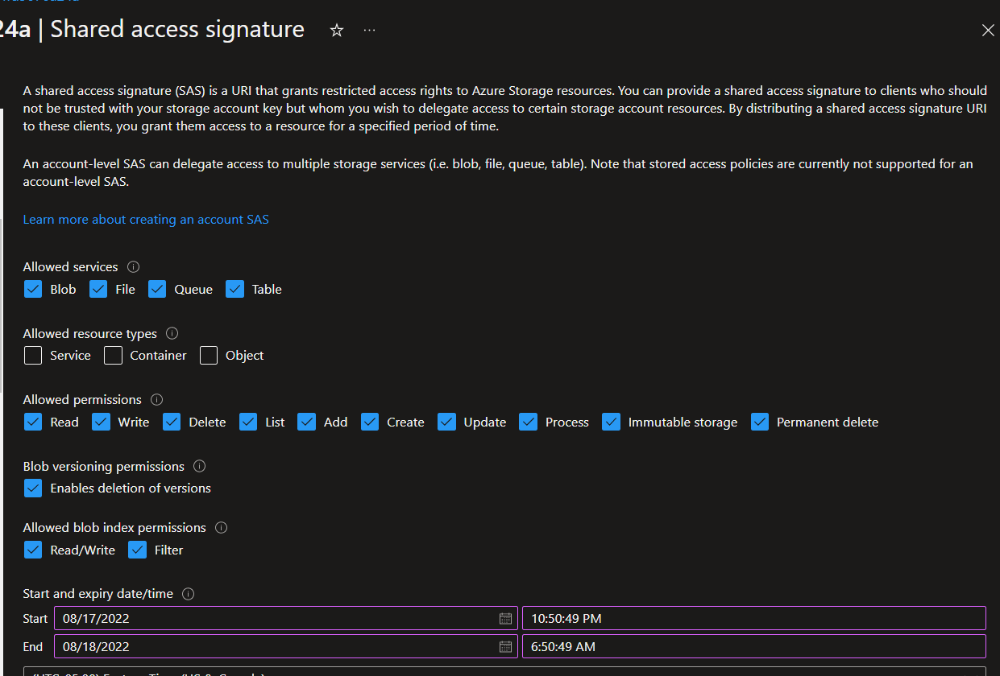 24a | Shared access signature
A shared access signature (SAS) is a URI that grants restricted access rights to Azure Storage resources. You can provide a shared access signature to clients who should
not be trusted with your storage account key but whom you wish to delegate access to certain storage account resources. By distributing a shared access signature URI
to these clients, you grant them access to a resource for a specified period of time.
An account-level SAS can delegate access to multiple storage services (i.e. blob, file, queue, table). Note that stored access policies are currently not supported for an
account-level SAS.
Learn more about creating an account SAS
Allowed services
Blob File Queue Table
Allowed resource types
Service Container Object
Allowed permissions
Read Write Delete List Add Create Update Process Immutable storage Permanent delete
Blob versioning permissions
Enables deletion of versions
Allowed blob index permissions
Read/Write Filter
Start and expiry date/time
Start 08/17/2022 10:50:49 PM
End 08/18/2022 6:50:49 AM